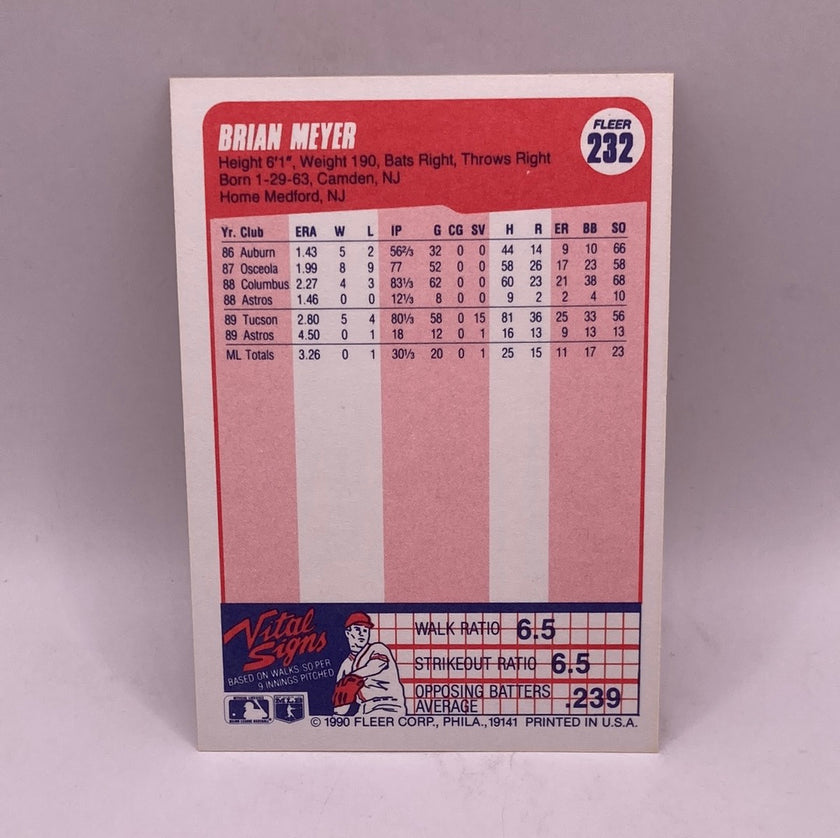 BRIAN MEYER
FLEER
232
Height 6'1", Weight 190, Bats Right, Throws Right
Born 1-29-63, Camden, NJ
Home Medford, NJ
Yr. Club ERA W L IP G CG SV H R ER BB SO
86 Auburn 1.43 5 2 56⅔ 32 0 0 44 14 9 10 66
87 Osceola 1.99 8 9 77 52 0 0 58 26 17 23 58
88 Columbus 2.27 4 3 83⅓ 62 0 0 60 23 21 38 68
88 Astros 1.46 0 0 12⅓ 8 0 0 9 2 2 4 10
89 Tucson 2.80 5 4 80⅓ 58 0 15 81 36 25 33 56
89 Astros 4.50 0 1 18 12 0 1 16 13 9 13 13
ML Totals 3.26 0 1 30⅓ 20 0 1 25 15 11 17 23
Vital
Signs
BASED ON WALKS/SO PER
9 INNINGS PITCHED
WALK RATIO 6.5
STRIKEOUT RATIO 6.5
OPPOSING BATTERS
AVERAGE .239
© 1990 FLEER CORP., PHILA., 19141 PRINTED IN U.S.A.